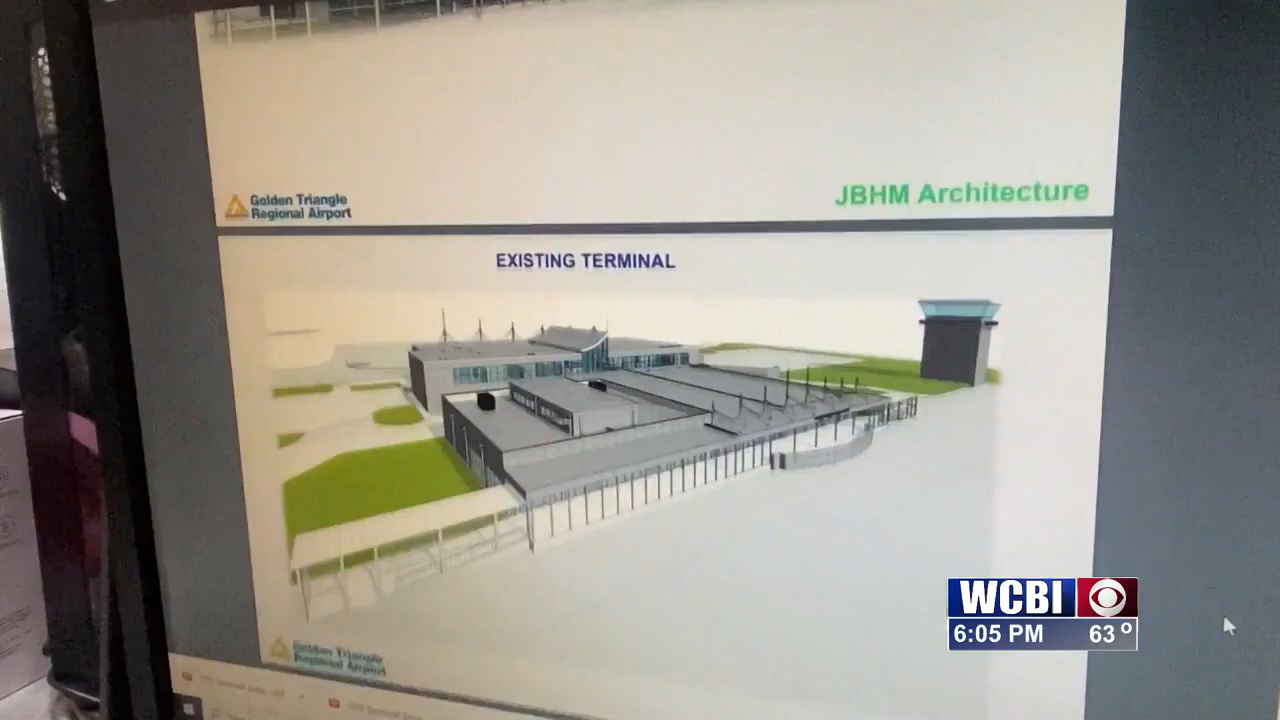 Golden Triangle
Regional Airport
JBHM Architecture
EXISTING TERMINAL
Golden Triangle
Regional Airport
WCBI
6:05 PM 63°